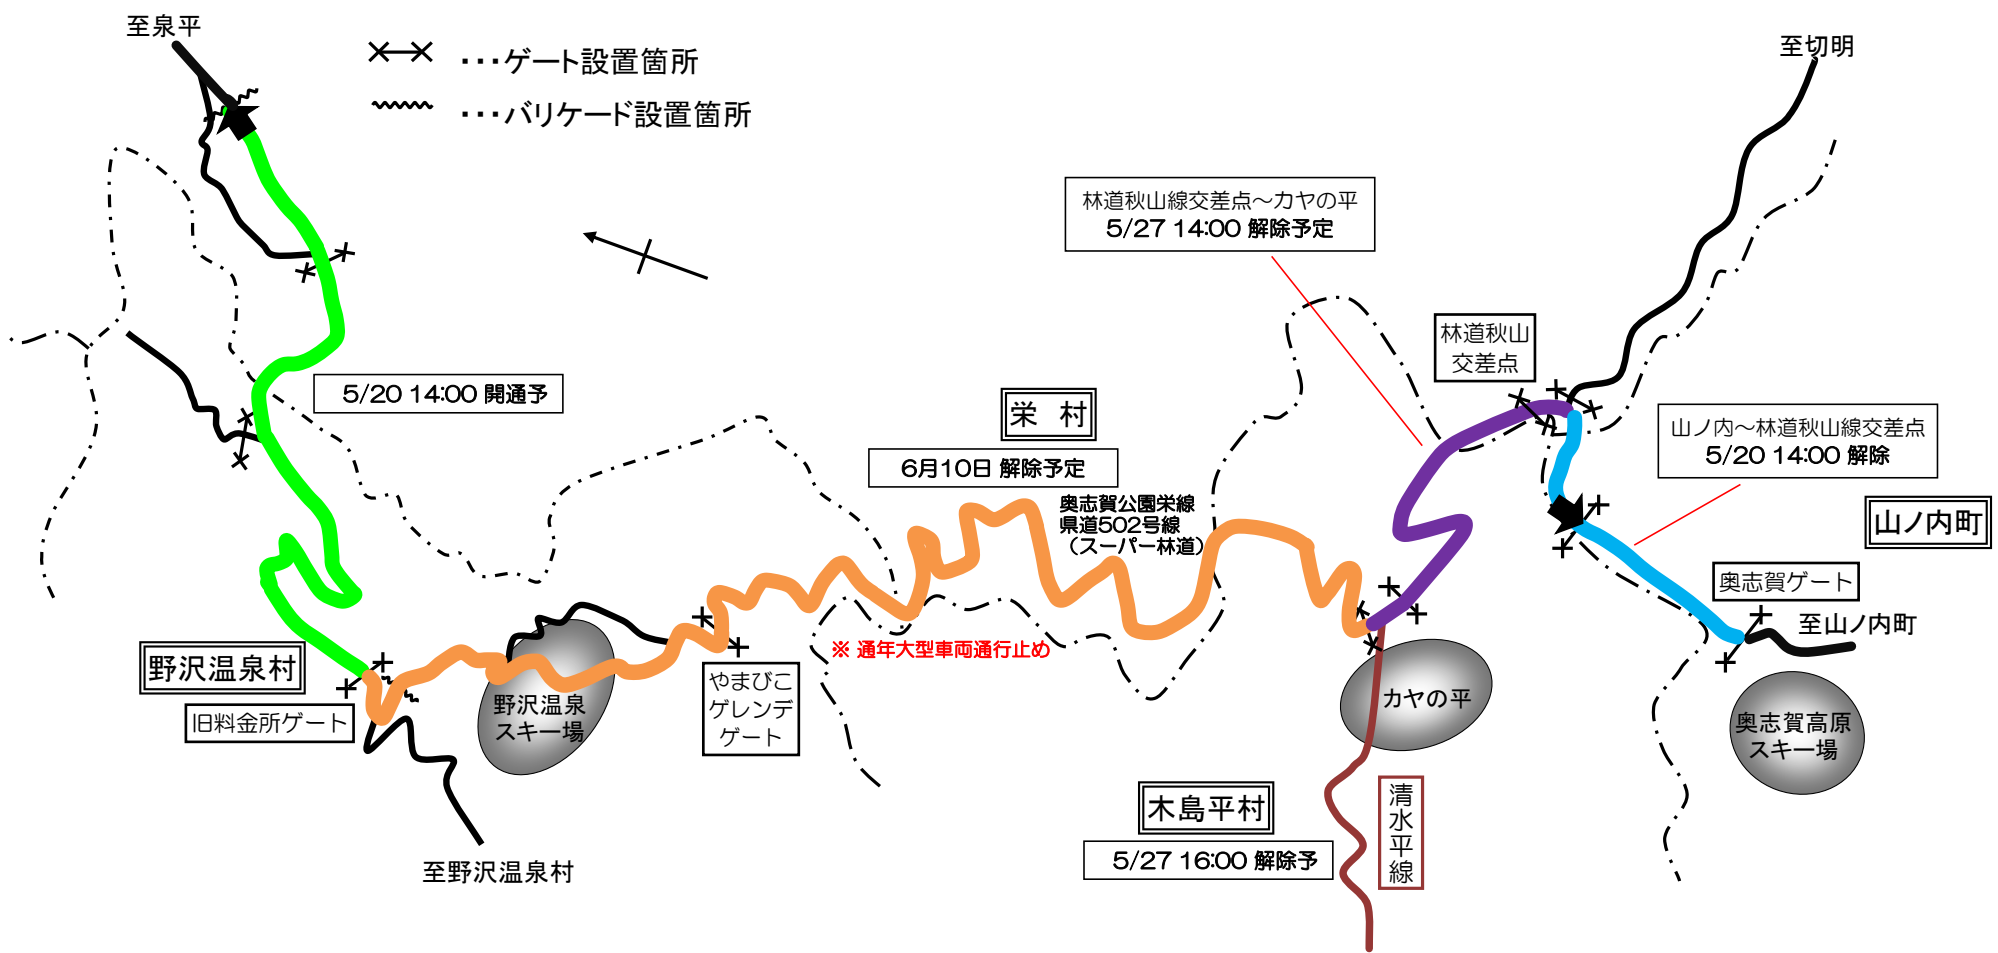 至泉平
・・・ゲート設置箇所
・・・バリケード設置箇所
至切明
林道秋山線交差点～カヤの平
5/27 14:00 解除予定
林道秋山
交差点
5/20 14:00 開通予
栄　村
6月10日 解除予定
奥志賀公園栄線
県道502号線
（スーパー林道）
山ノ内～林道秋山線交差点
5/20 14:00 解除
山ノ内町
奥志賀ゲート
至山ノ内町
※ 通年大型車両通行止め
野沢温泉村
旧料金所ゲート
野沢温泉
スキー場
やまびこ
ゲレンデ
ゲート
カヤの平
奥志賀高原
スキー場
木島平村
5/27 16:00 解除予
清水平線
至野沢温泉村